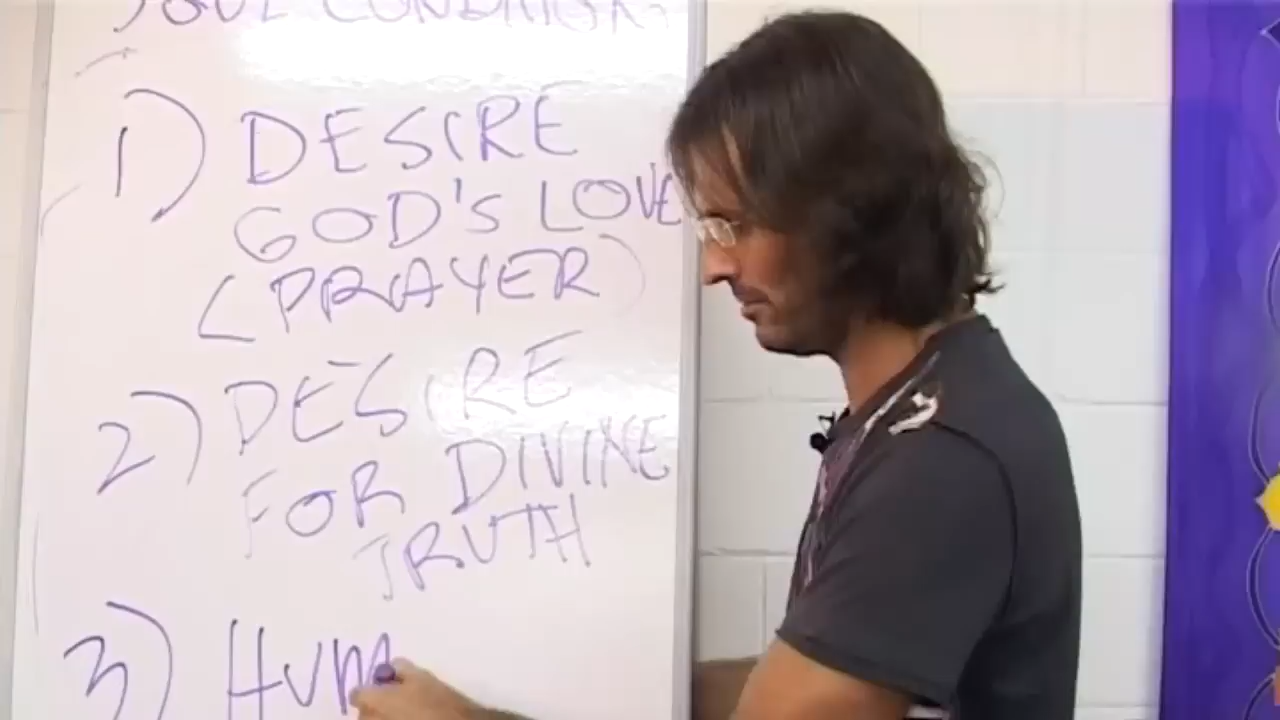 SOUL CONDITION:
1) DESIRE
GOD'S LOVE
(PRAYER)
2) DESIRE
FOR DIVINE
TRUTH
3) HUM